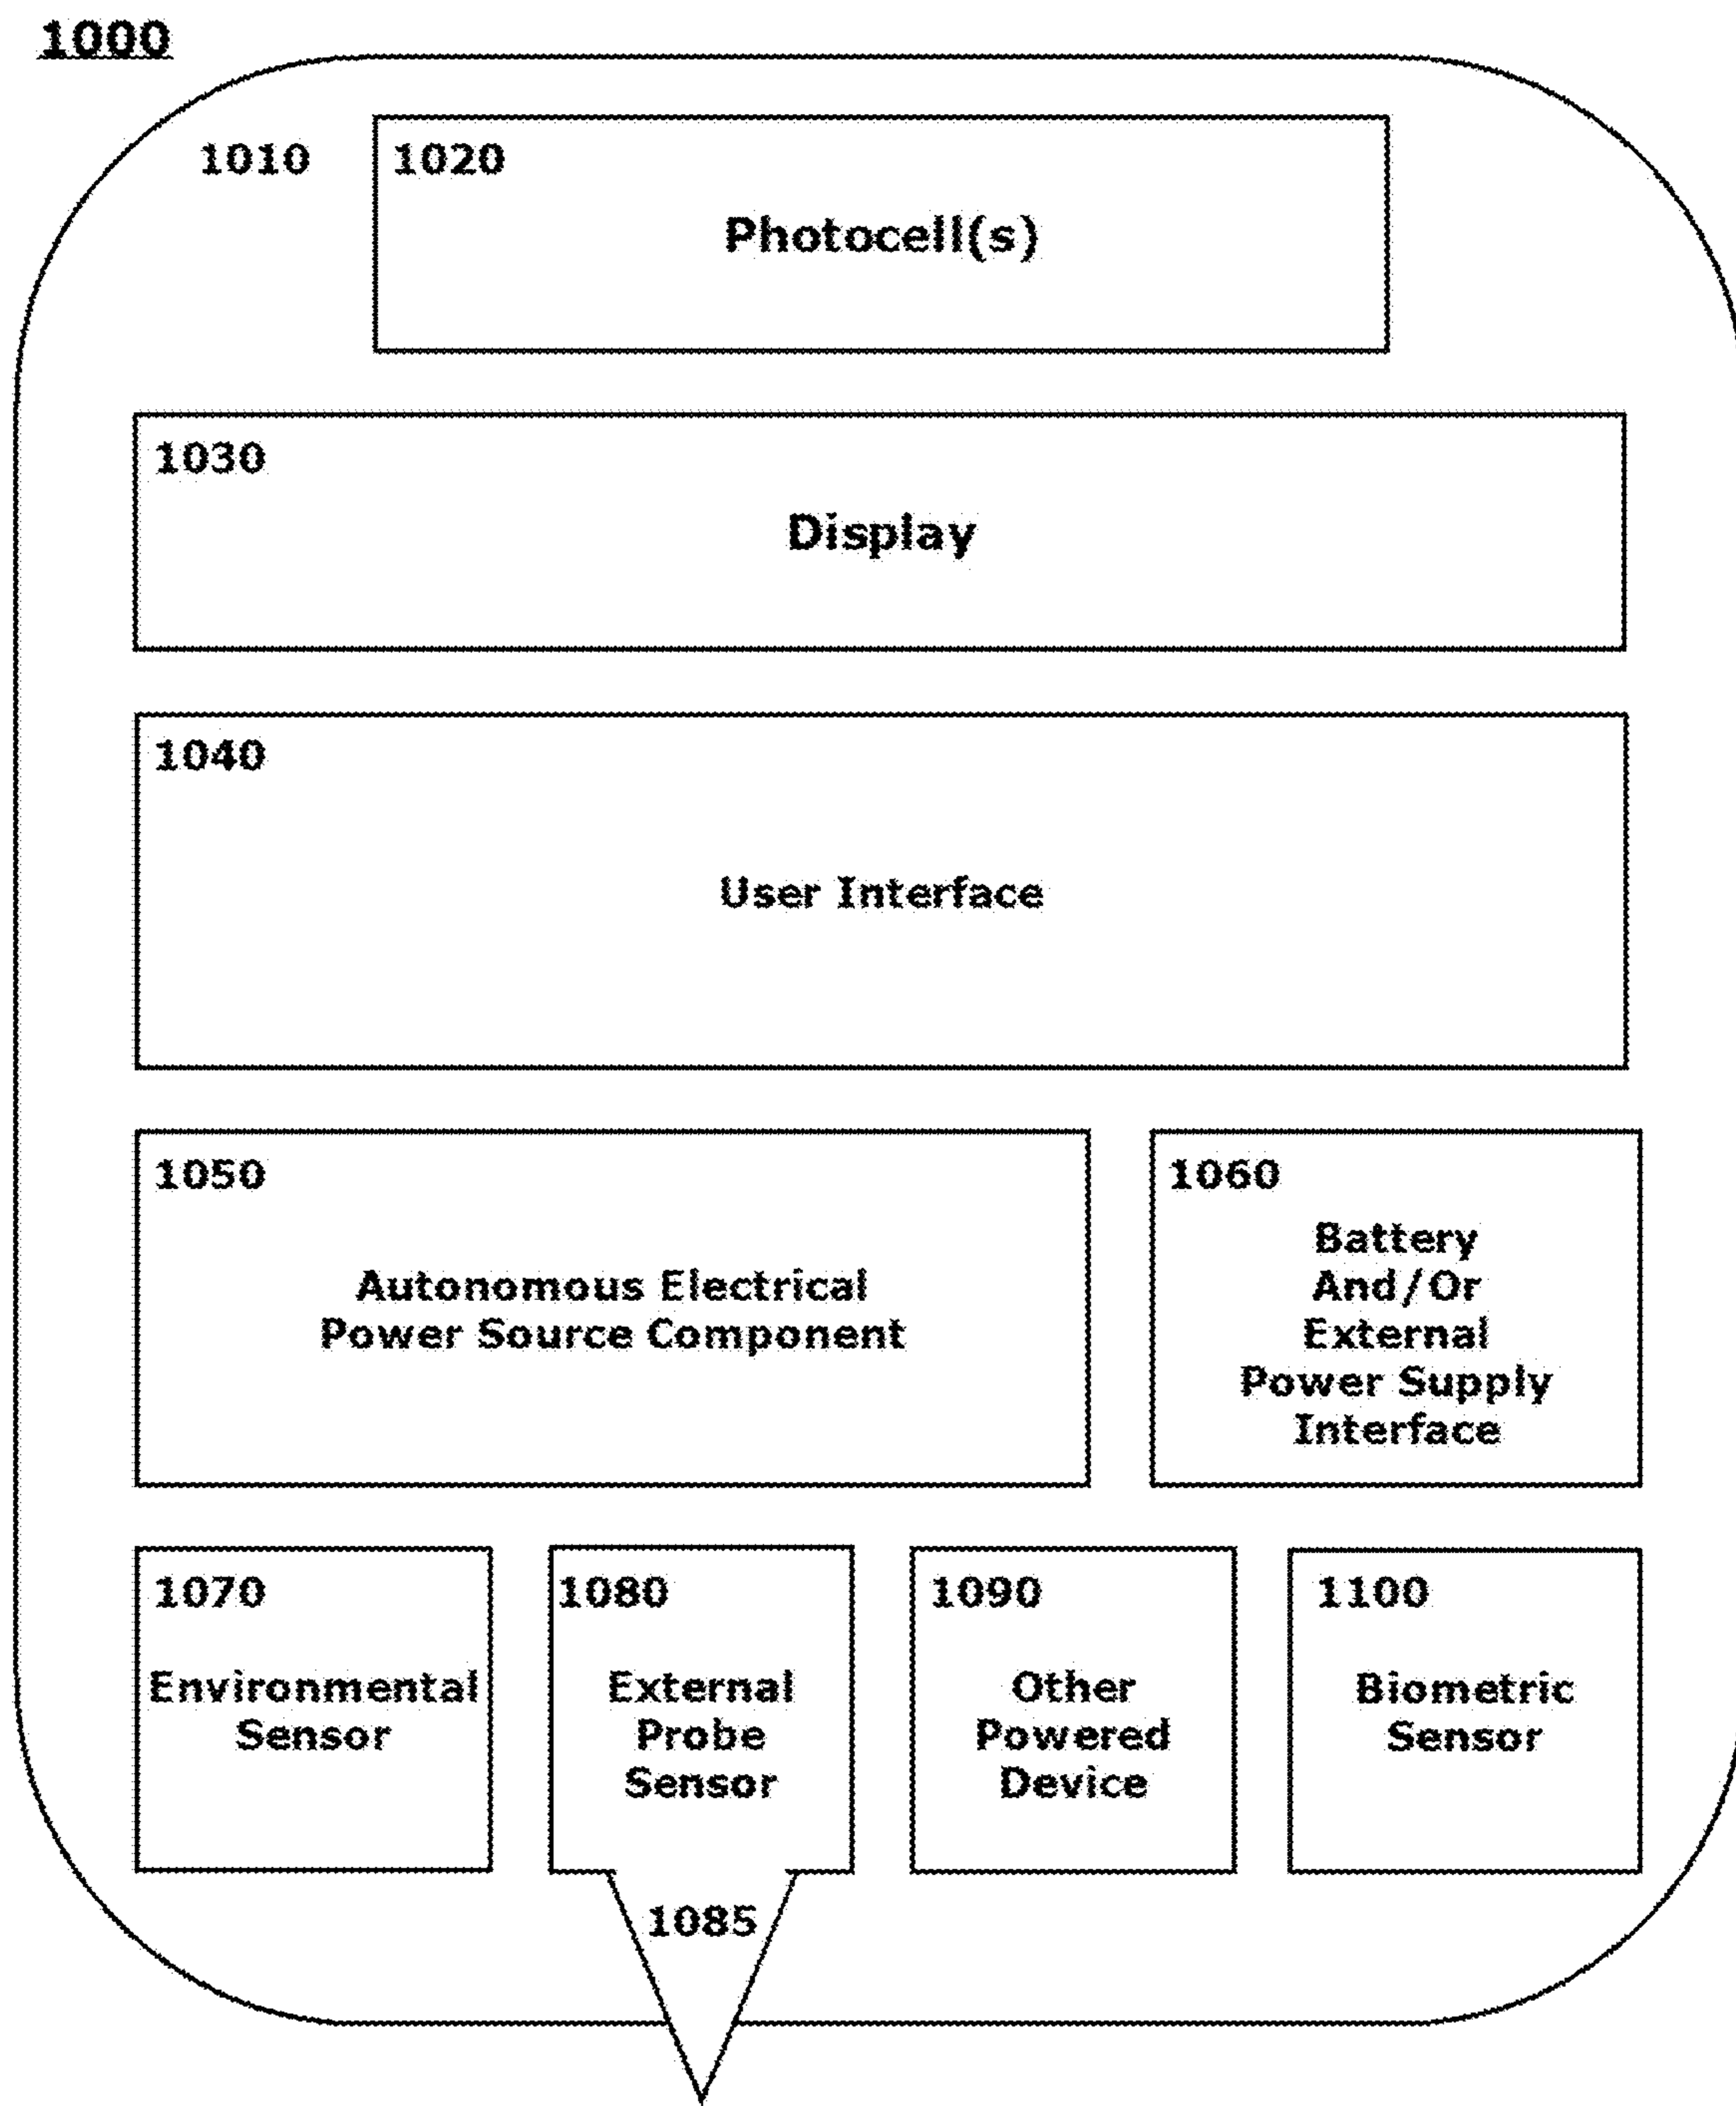 1000
1010
1020
Photocell(s)
1030
Display
1040
User Interface
1050
Autonomous Electrical
Power Source Component
1060
Battery
And/Or
External
Power Supply
Interface
1070
Environmental
Sensor
1080
External
Probe
Sensor
1085
1090
Other
Powered
Device
1100
Biometric
Sensor